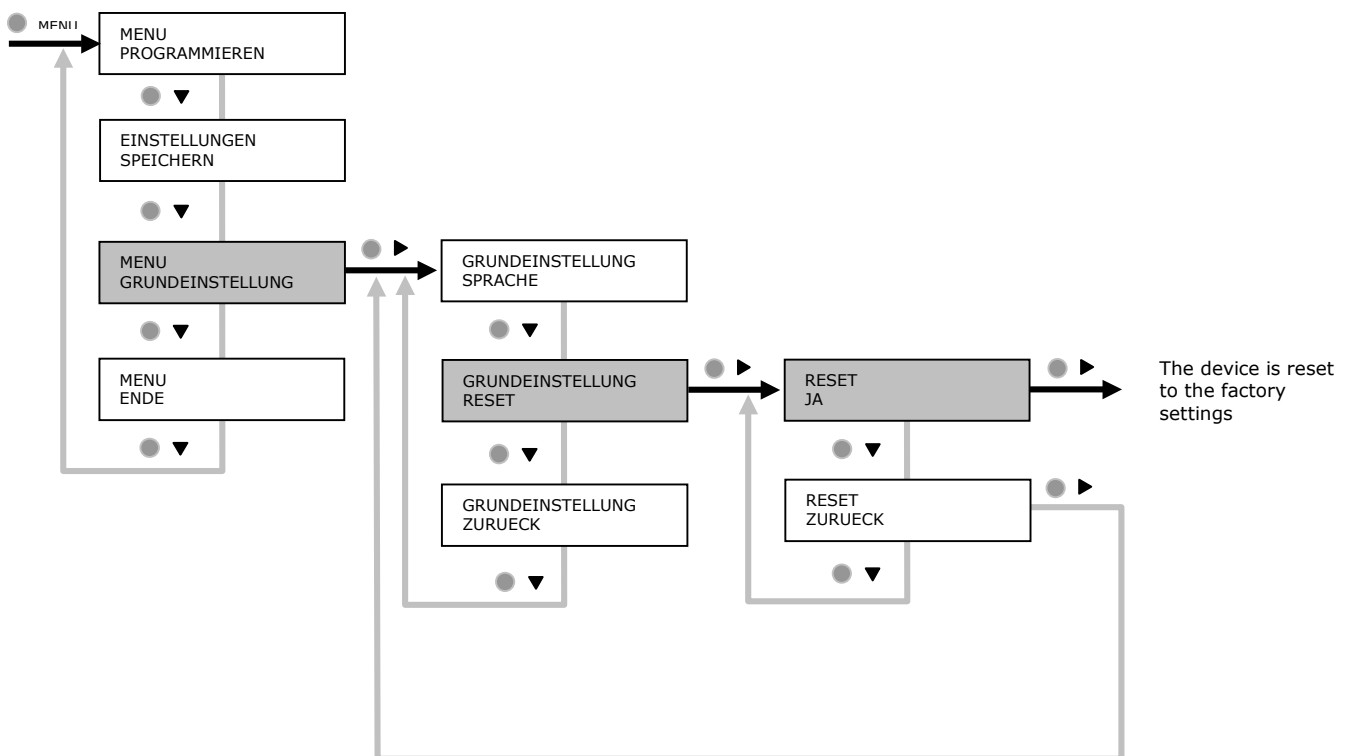 MENU
MENU
PROGRAMMIEREN
EINSTELLUNGEN
SPEICHERN
MENU
GRUNDEINSTELLUNG
MENU
ENDE
GRUNDEINSTELLUNG
SPRACHE
GRUNDEINSTELLUNG
RESET
GRUNDEINSTELLUNG
ZURUECK
RESET
JA
RESET
ZURUECK
The device is reset
to the factory
settings